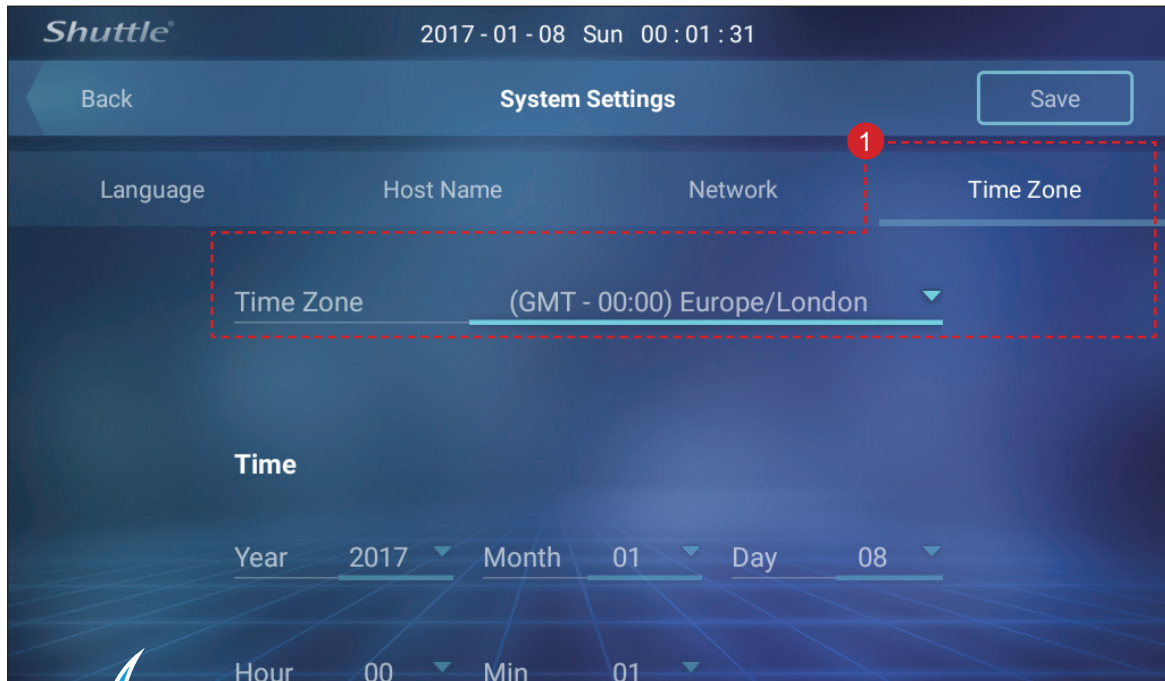 Shuttle® 2017 - 01 - 08 Sun 00 : 01 : 31
Back System Settings Save
1
Language Host Name Network Time Zone
Time Zone (GMT - 00:00) Europe/London
Time
Year 2017 Month 01 Day 08
Hour 00 Min 01